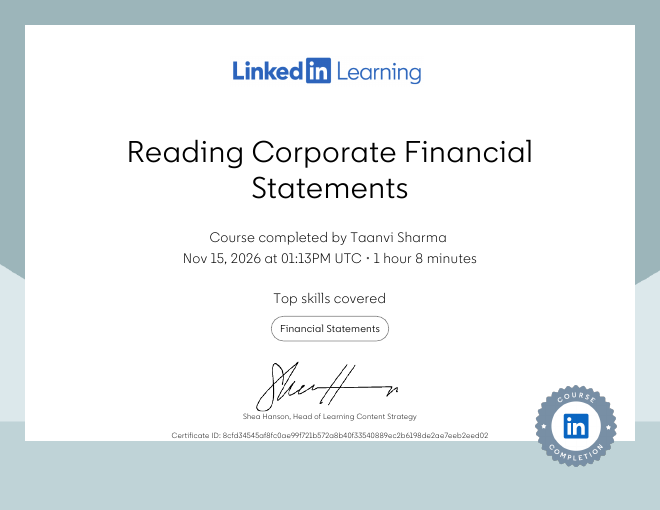 Linked in Learning
Reading Corporate Financial
Statements
Course completed by Taanvi Sharma
Nov 15, 2026 at 01:13PM UTC • 1 hour 8 minutes
Top skills covered
Financial Statements
Shea Hanson, Head of Learning Content Strategy
Certificate ID: 8cfd34545af8fc0ae99f721b572a8b40f33540889ec2b6198de2ae7eeb2eed02
COURSE
in
COMPLETION